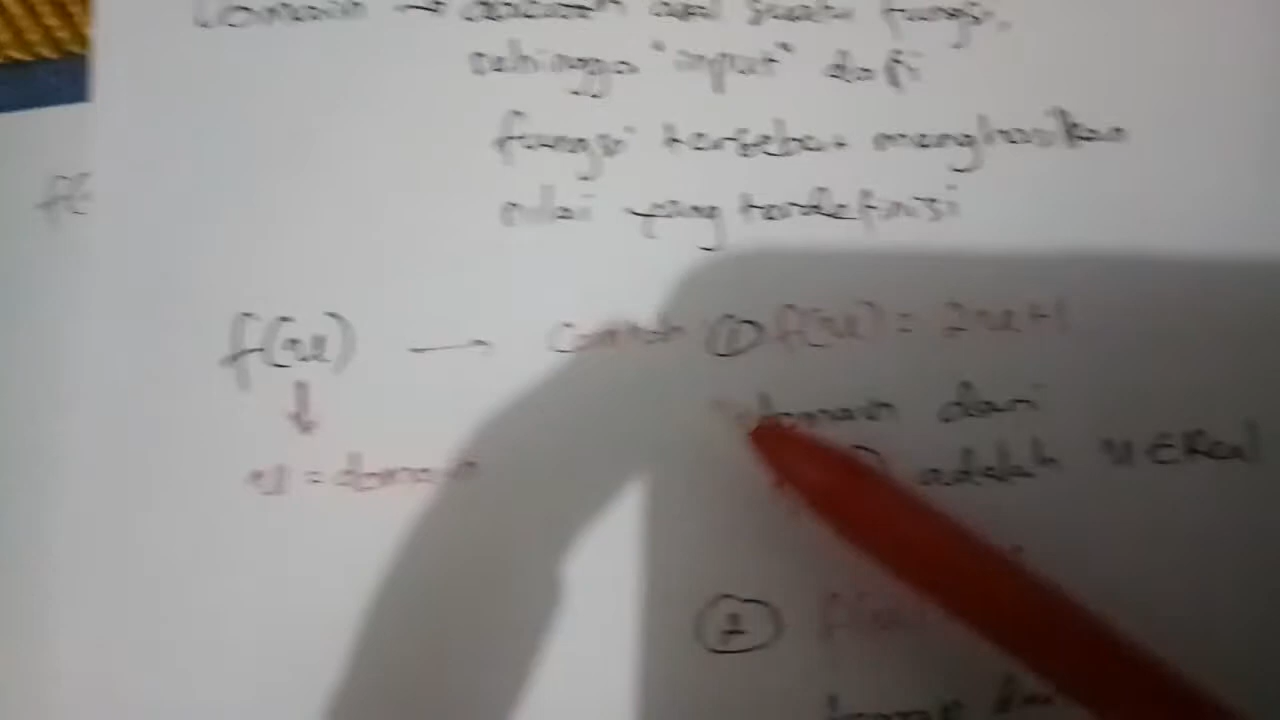 Domain → daerah asal suatu fungsi,
sehingga "input" dari
fungsi tersebut menghasilkan
nilai yang terdefinisi
f(
f(x) → Contoh ① f(x) = 2x+1
↓
domain dari
x = domain
adalah x ∈ Real
②